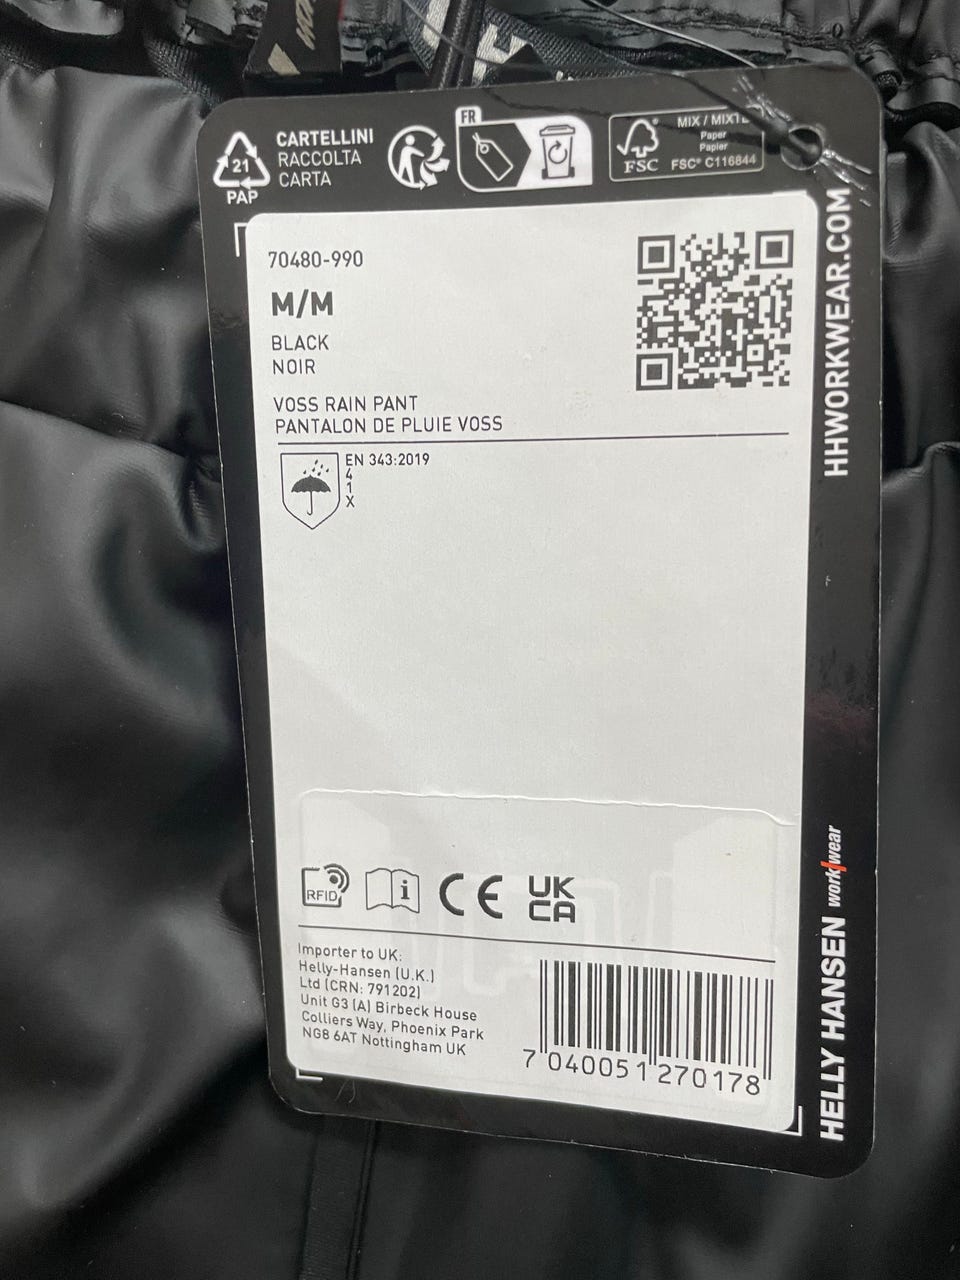 21
PAP
CARTELLINI
RACCOLTA
CARTA
FR
FSC
MIX / MIXTE
Paper
Papier
FSC® C116844
70480-990
M/M
BLACK
NOIR
VOSS RAIN PANT
PANTALON DE PLUIE VOSS
EN 343:2019
4
1
X
HHWORKWEAR.COM
RFID
i
CE
UK
CA
Importer to UK:
Helly-Hansen (U.K.)
Ltd (CRN: 791202)
Unit G3 (A) Birbeck House
Colliers Way, Phoenix Park
NG8 6AT Nottingham UK
7 040051 270178
HELLY HANSEN workwear